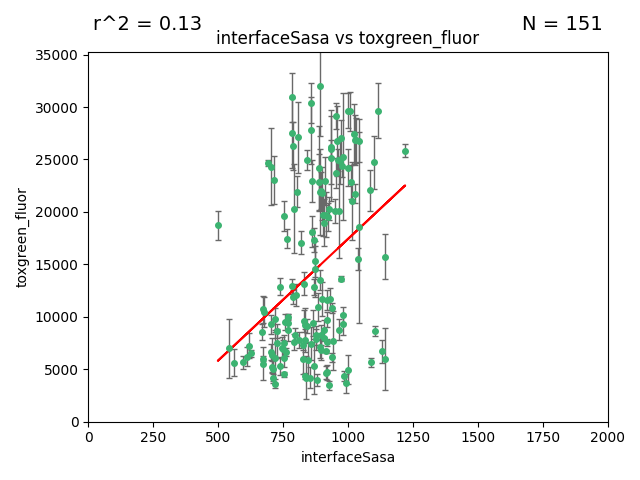 r^2 = 0.13
N = 151
interfaceSasa vs toxgreen_fluor
35000
30000
25000
20000
15000
10000
5000
0
toxgreen_fluor
0 250 500 750 1000 1250 1500 1750 2000
interfaceSasa